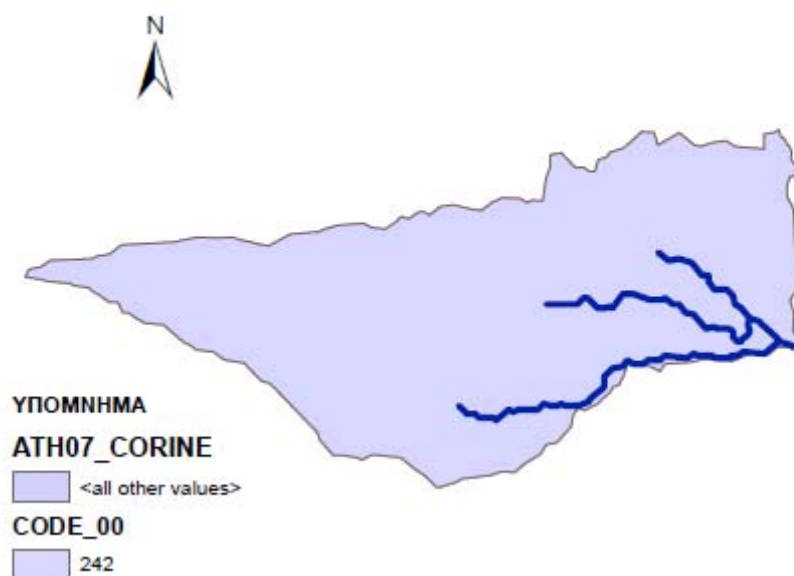 N
ΥΠΟΜΝΗΜΑ
ATH07_CORINE
<all other values>
CODE_00
242